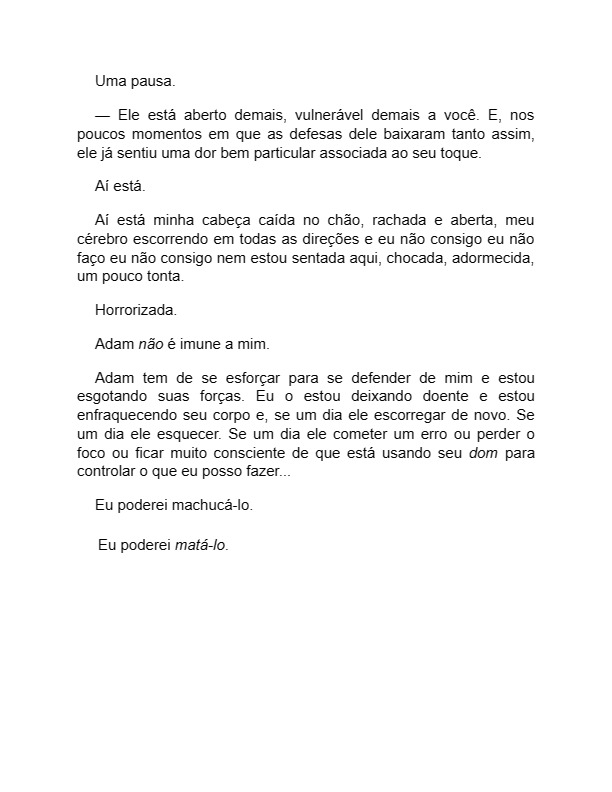 Uma pausa.
— Ele está aberto demais, vulnerável demais a você. E, nos
poucos momentos em que as defesas dele baixaram tanto assim,
ele já sentiu uma dor bem particular associada ao seu toque.
Aí está.
Aí está minha cabeça caída no chão, rachada e aberta, meu
cérebro escorrendo em todas as direções e eu não consigo eu não
faço eu não consigo nem estou sentada aqui, chocada, adormecida,
um pouco tonta.
Horrorizada.
Adam não é imune a mim.
Adam tem de se esforçar para se defender de mim e estou
esgotando suas forças. Eu o estou deixando doente e estou
enfraquecendo seu corpo e, se um dia ele escorregar de novo. Se
um dia ele esquecer. Se um dia ele cometer um erro ou perder o
foco ou ficar muito consciente de que está usando seu dom para
controlar o que eu posso fazer...
Eu poderei machucá-lo.
Eu poderei matá-lo.